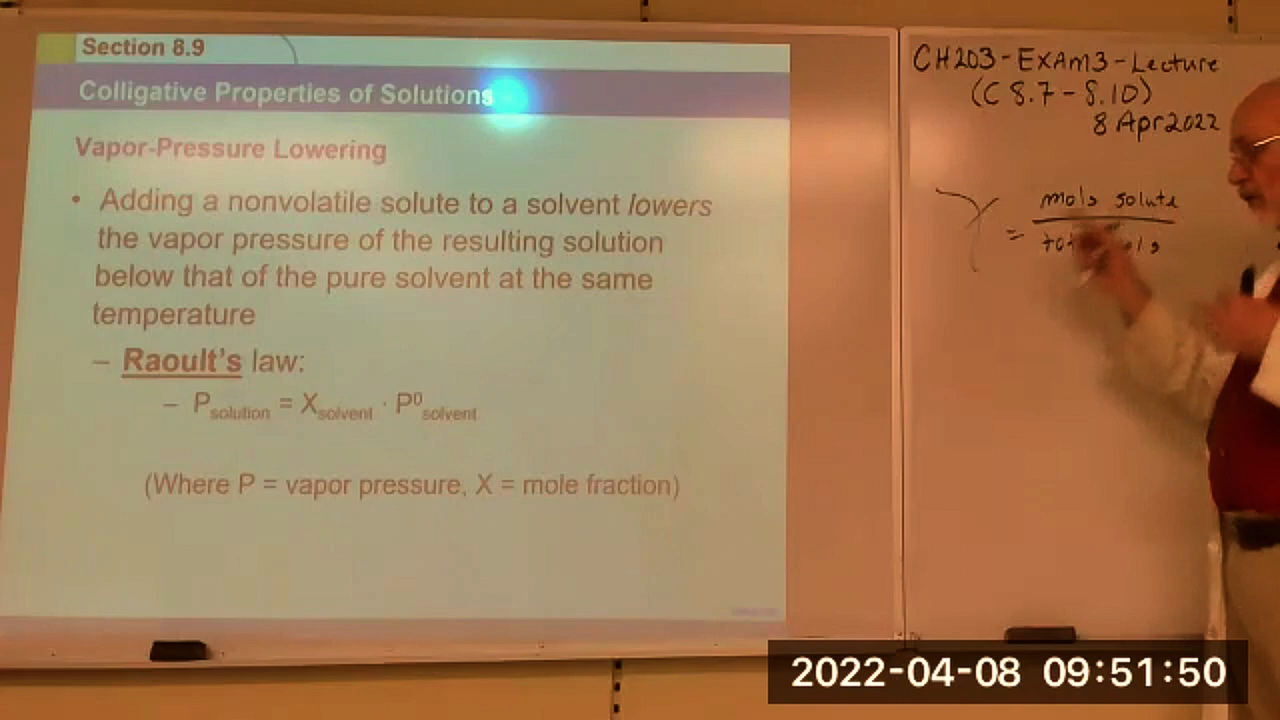 Section 8.9
Colligative Properties of Solutions
Vapor-Pressure Lowering
• Adding a nonvolatile solute to a solvent lowers
the vapor pressure of the resulting solution
below that of the pure solvent at the same
temperature
– Raoult's law:
– Psolution = Xsolvent · P⁰solvent
(Where P = vapor pressure, X = mole fraction)
CH203-EXAM3-Lecture
(C 8.7 - 8.10)
8 Apr 2022
X = mols solute
2022-04-08 09:51:50